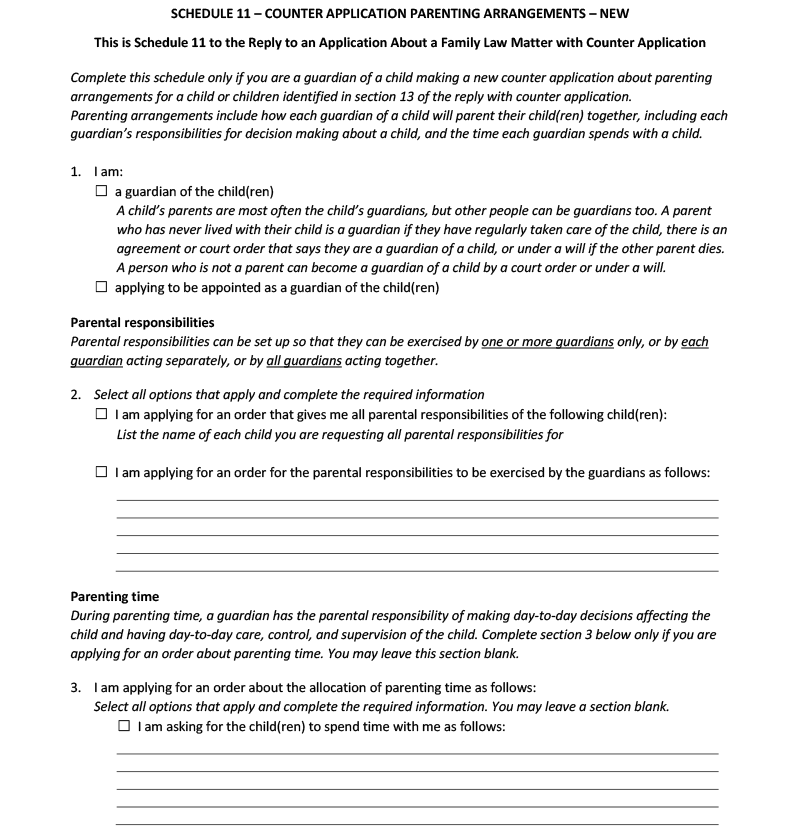 SCHEDULE 11 – COUNTER APPLICATION PARENTING ARRANGEMENTS – NEW
This is Schedule 11 to the Reply to an Application About a Family Law Matter with Counter Application
Complete this schedule only if you are a guardian of a child making a new counter application about parenting
arrangements for a child or children identified in section 13 of the reply with counter application.
Parenting arrangements include how each guardian of a child will parent their child(ren) together, including each
guardian's responsibilities for decision making about a child, and the time each guardian spends with a child.
1. I am:
☐ a guardian of the child(ren)
A child's parents are most often the child's guardians, but other people can be guardians too. A parent
who has never lived with their child is a guardian if they have regularly taken care of the child, there is an
agreement or court order that says they are a guardian of a child, or under a will if the other parent dies.
A person who is not a parent can become a guardian of a child by a court order or under a will.
☐ applying to be appointed as a guardian of the child(ren)
Parental responsibilities
Parental responsibilities can be set up so that they can be exercised by one or more guardians only, or by each
guardian acting separately, or by all guardians acting together.
2. Select all options that apply and complete the required information
☐ I am applying for an order that gives me all parental responsibilities of the following child(ren):
List the name of each child you are requesting all parental responsibilities for
☐ I am applying for an order for the parental responsibilities to be exercised by the guardians as follows:
Parenting time
During parenting time, a guardian has the parental responsibility of making day-to-day decisions affecting the
child and having day-to-day care, control, and supervision of the child. Complete section 3 below only if you are
applying for an order about parenting time. You may leave this section blank.
3. I am applying for an order about the allocation of parenting time as follows:
Select all options that apply and complete the required information. You may leave a section blank.
☐ I am asking for the child(ren) to spend time with me as follows: